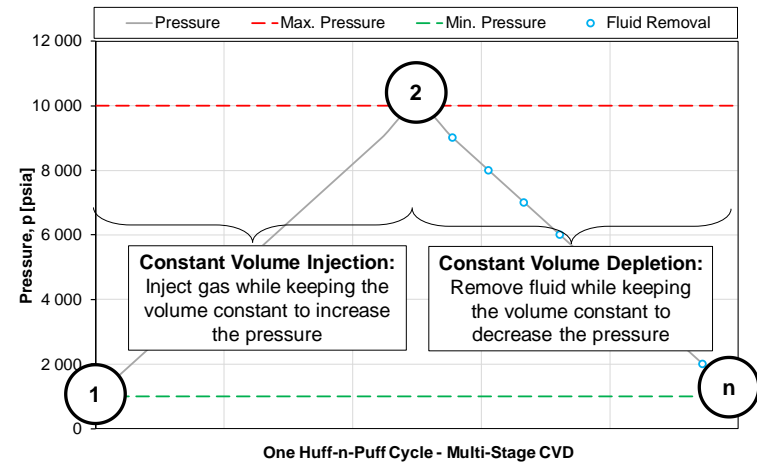 Pressure Max. Pressure Min. Pressure Fluid Removal
12 000
10 000
8 000
6 000
4 000
2 000
0
Pressure, p [psia]
1
2
n
Constant Volume Injection:
Inject gas while keeping the
volume constant to increase
the pressure
Constant Volume Depletion:
Remove fluid while keeping
the volume constant to
decrease the pressure
One Huff-n-Puff Cycle - Multi-Stage CVD